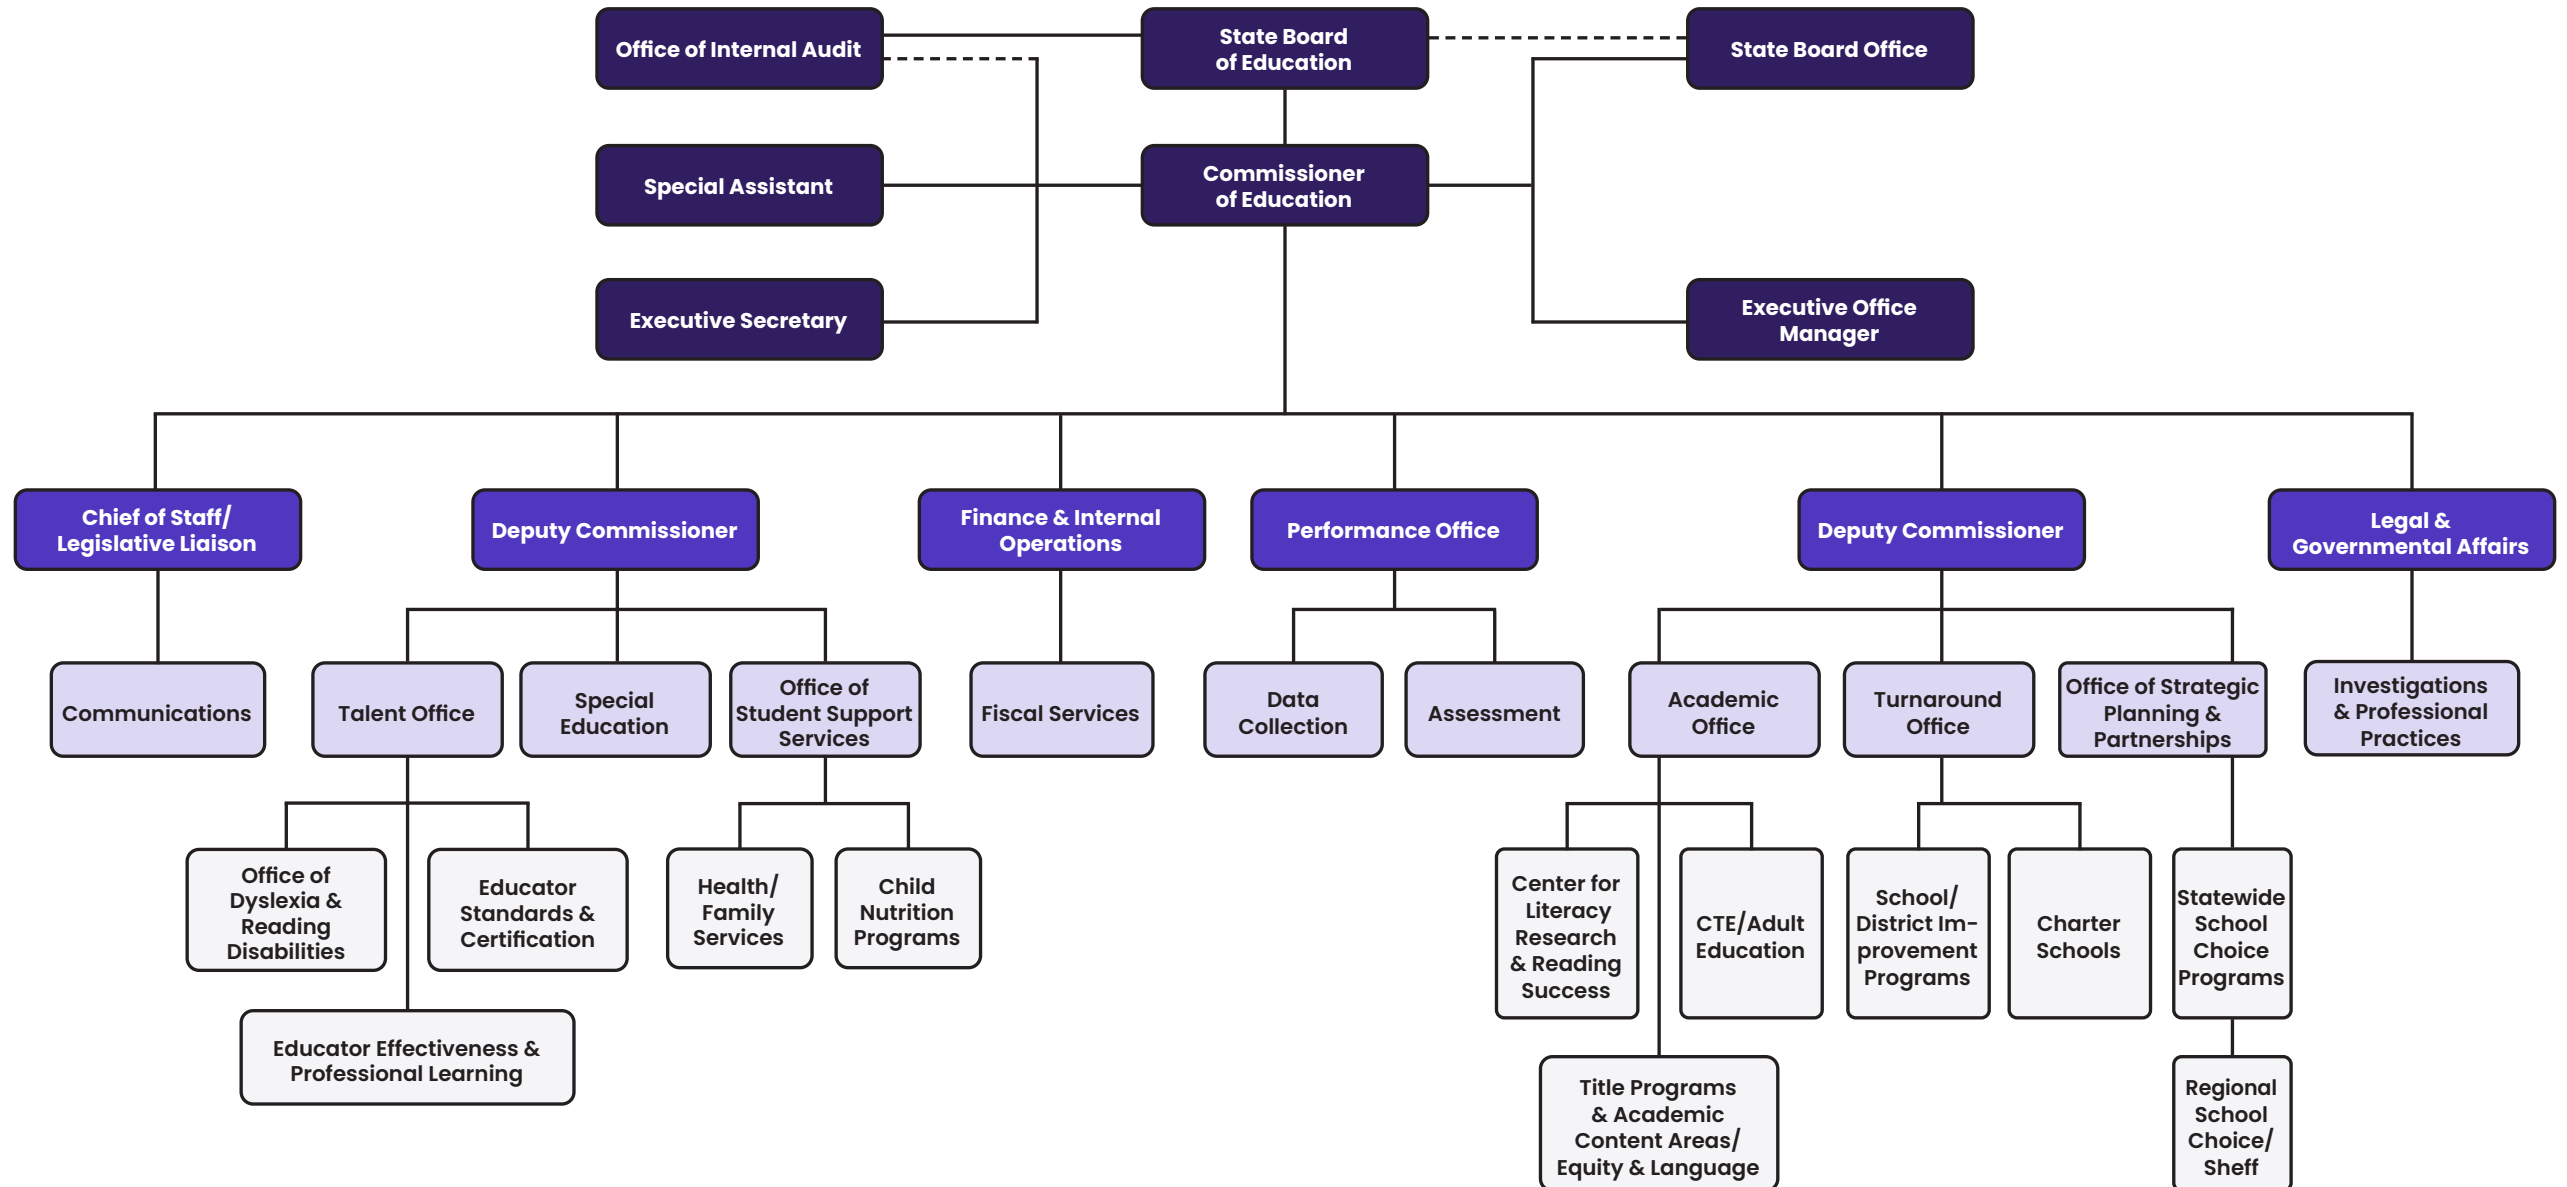 Office of Internal Audit
State Board
of Education
State Board Office
Special Assistant
Commissioner
of Education
Executive Secretary
Executive Office
Manager
Chief of Staff/
Legislative Liaison
Deputy Commissioner
Finance & Internal
Operations
Performance Office
Deputy Commissioner
Legal &
Governmental Affairs
Communications
Talent Office
Special
Education
Office of
Student Support
Services
Fiscal Services
Data
Collection
Assessment
Academic
Office
Turnaround
Office
Office of Strategic
Planning &
Partnerships
Investigations
& Professional
Practices
Office of
Dyslexia &
Reading
Disabilities
Educator
Standards &
Certification
Health/
Family
Services
Child
Nutrition
Programs
Center for
Literacy
Research
& Reading
Success
CTE/Adult
Education
School/
District Im-
provement
Programs
Charter
Schools
Statewide
School
Choice
Programs
Educator Effectiveness &
Professional Learning
Title Programs
& Academic
Content Areas/
Equity & Language
Regional
School
Choice/
Sheff